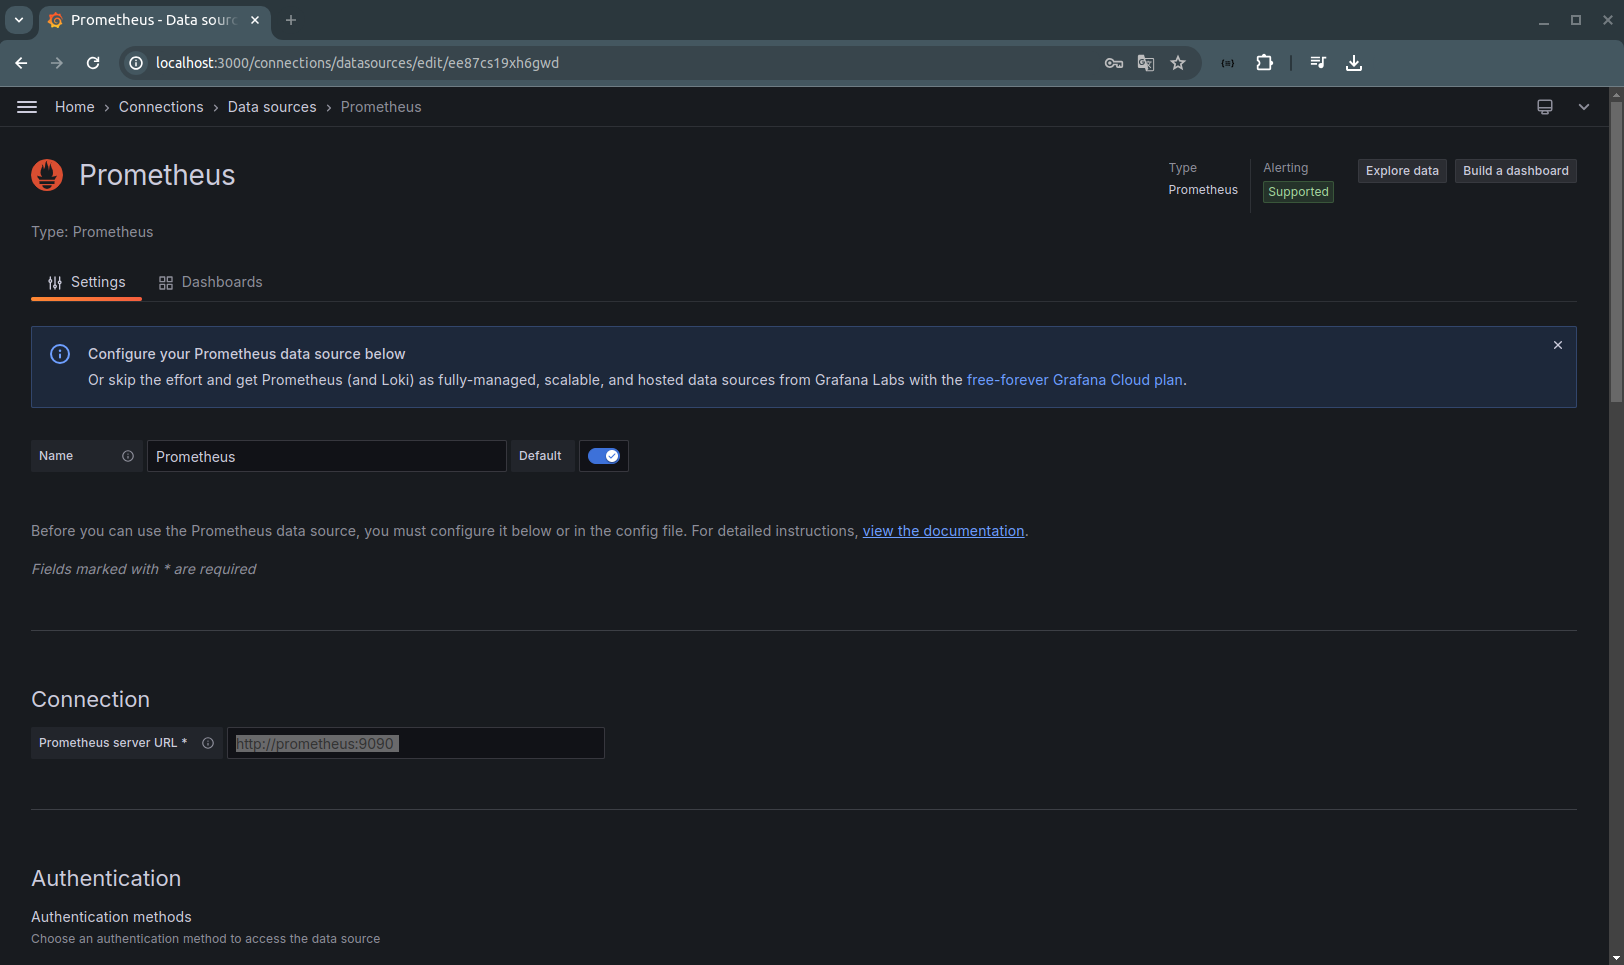 Prometheus - Data sourc
localhost:3000/connections/datasources/edit/ee87cs19xh6gwd
Home › Connections › Data sources › Prometheus
Prometheus
Type
Prometheus
Alerting
Supported
Explore data
Build a dashboard
Type: Prometheus
Settings
Dashboards
Configure your Prometheus data source below
Or skip the effort and get Prometheus (and Loki) as fully-managed, scalable, and hosted data sources from Grafana Labs with the free-forever Grafana Cloud plan.
Name
Prometheus
Default
Before you can use the Prometheus data source, you must configure it below or in the config file. For detailed instructions, view the documentation.
Fields marked with * are required
Connection
Prometheus server URL *
http://prometheus:9090
Authentication
Authentication methods
Choose an authentication method to access the data source